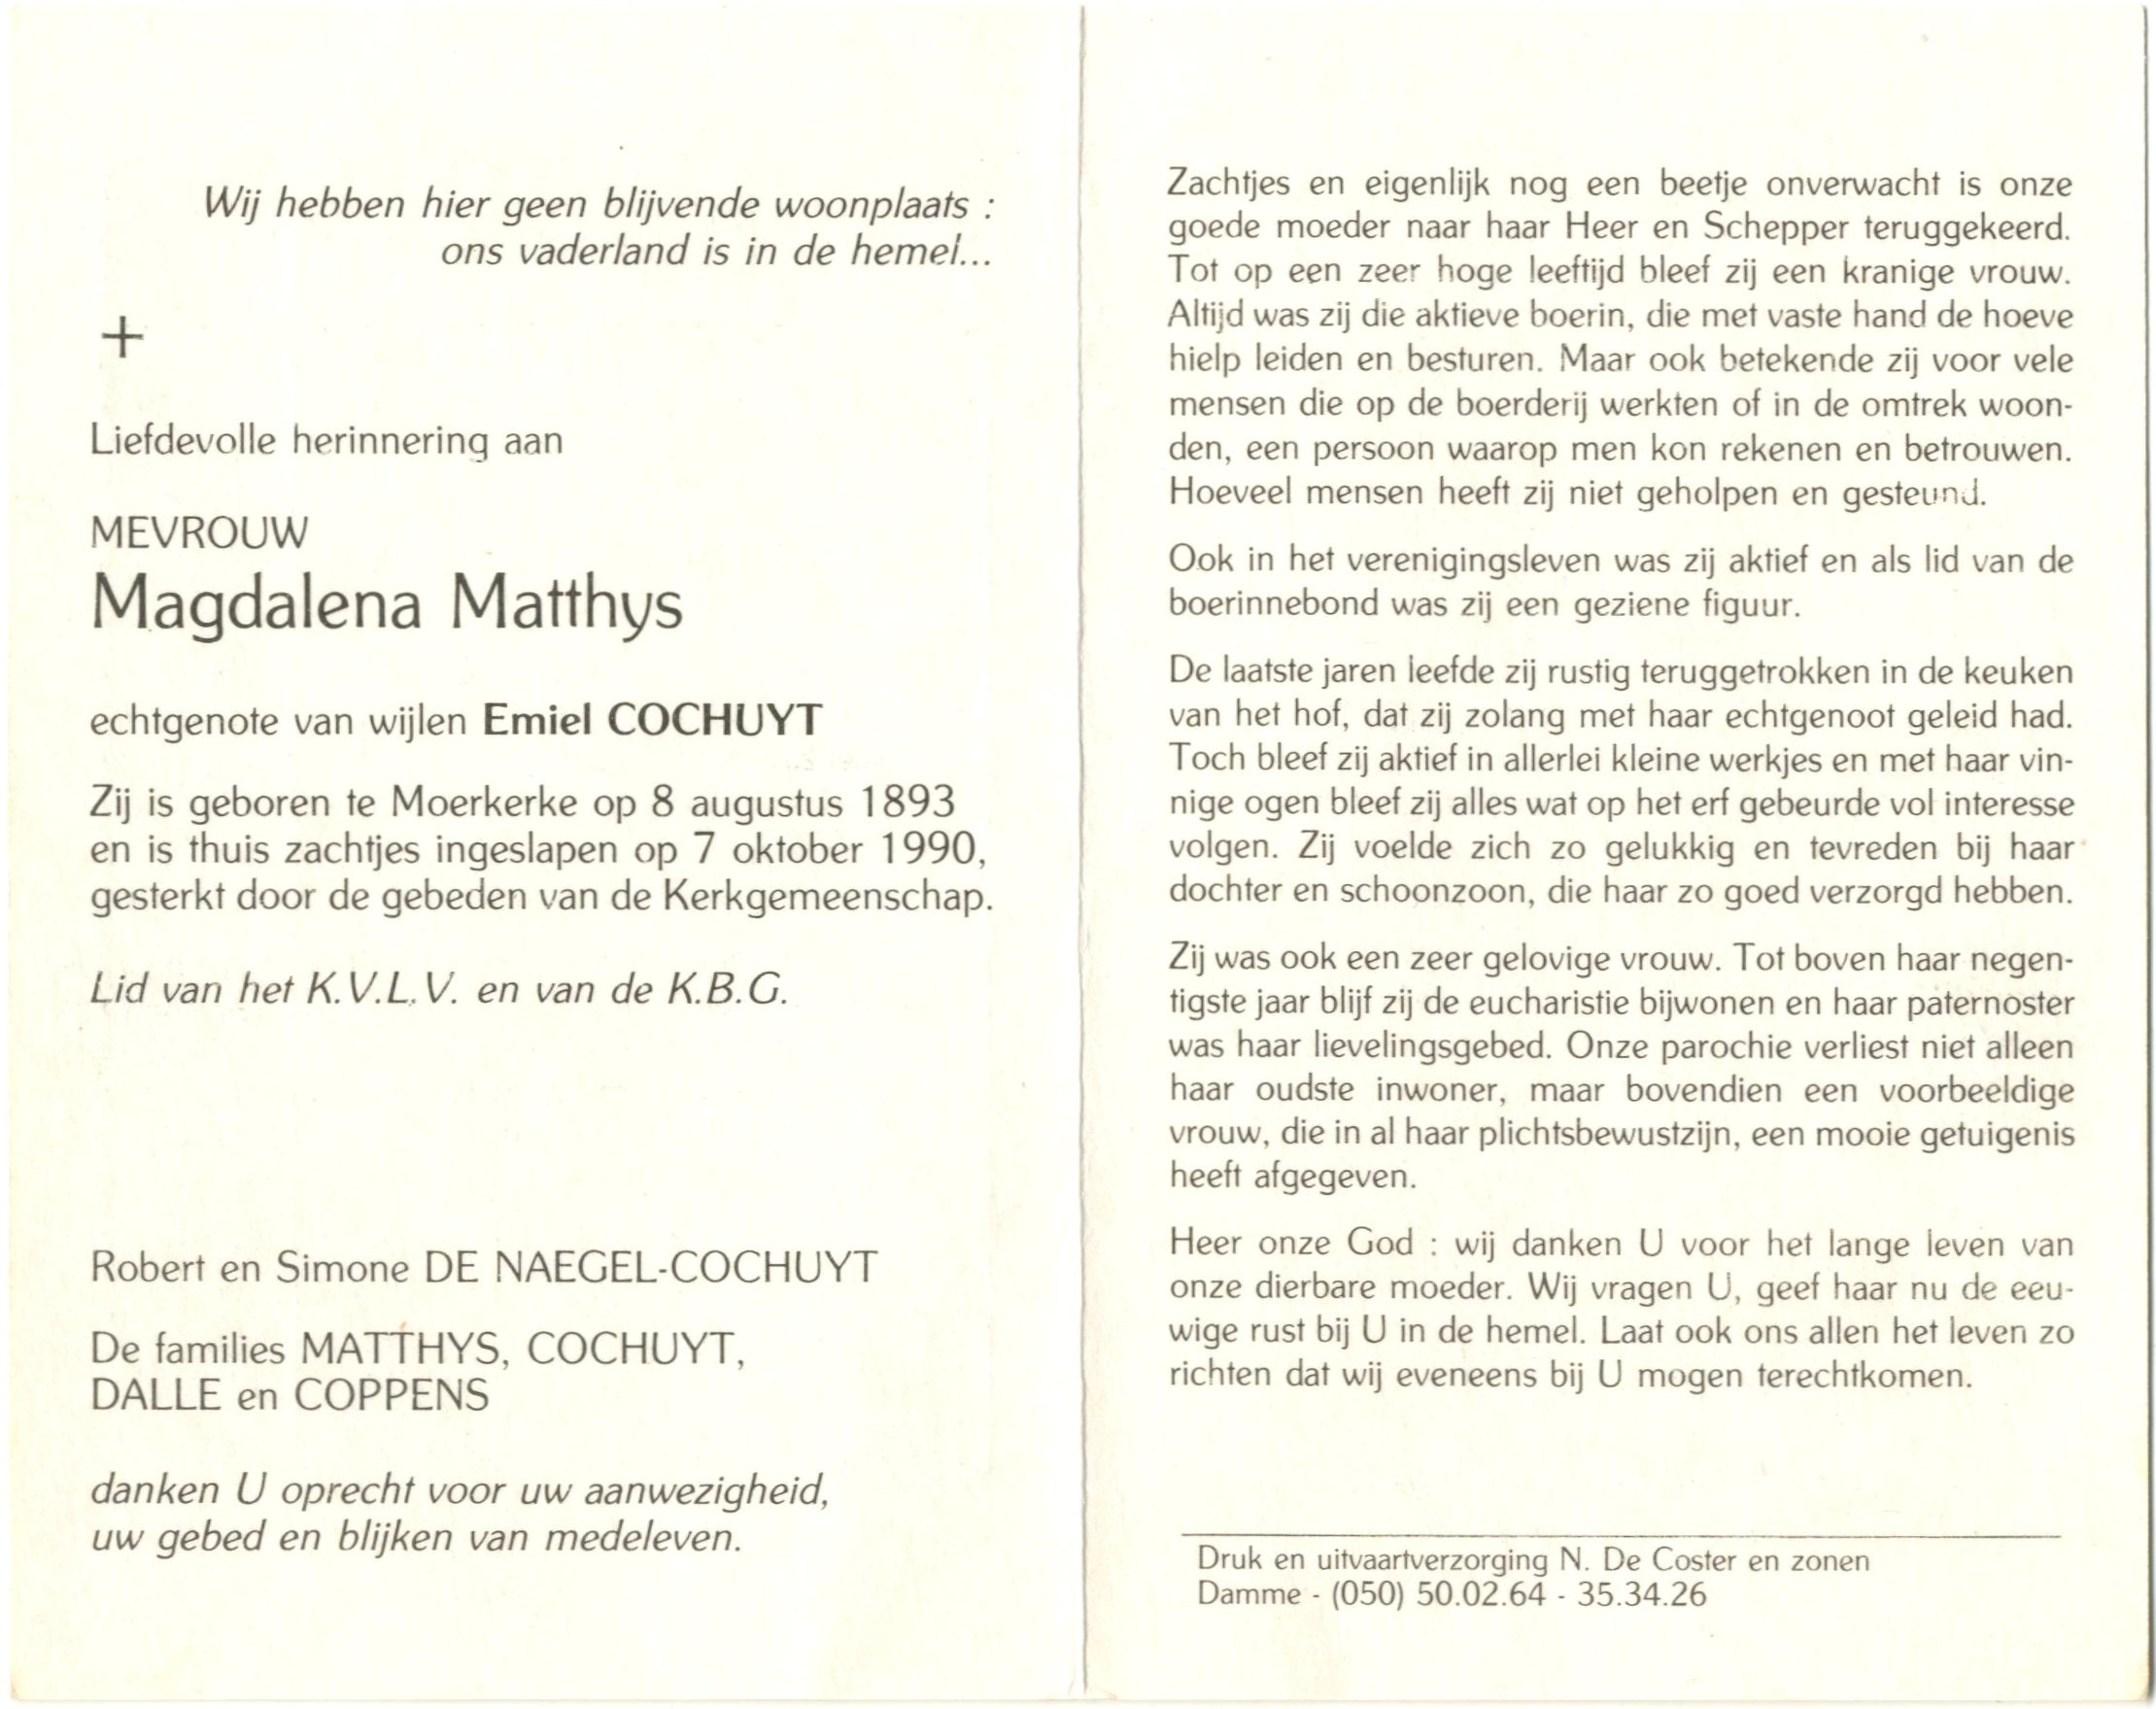 Wij hebben hier geen blijvende woonplaats :
ons vaderland is in de hemel...
+
Liefdevolle herinnering aan
MEVROUW
Magdalena Matthys
echtgenote van wijlen Emiel COCHUYT
Zij is geboren te Moerkerke op 8 augustus 1893
en is thuis zachtjes ingeslapen op 7 oktober 1990,
gesterkt door de gebeden van de Kerkgemeenschap.
Lid van het K.V.L.V. en van de K.B.G.
Robert en Simone DE NAEGEL-COCHUYT
De families MATTHYS, COCHUYT,
DALLE en COPPENS
danken U oprecht voor uw aanwezigheid,
uw gebed en blijken van medeleven.
Zachtjes en eigenlijk nog een beetje onverwacht is onze
goede moeder naar haar Heer en Schepper teruggekeerd.
Tot op een zeer hoge leeftijd bleef zij een kranige vrouw.
Altijd was zij die aktieve boerin, die met vaste hand de hoeve
hielp leiden en besturen. Maar ook betekende zij voor vele
mensen die op de boerderij werkten of in de omtrek woon-
den, een persoon waarop men kon rekenen en betrouwen.
Hoeveel mensen heeft zij niet geholpen en gesteund.
Ook in het verenigingsleven was zij aktief en als lid van de
boerinnebond was zij een geziene figuur.
De laatste jaren leefde zij rustig teruggetrokken in de keuken
van het hof, dat zij zolang met haar echtgenoot geleid had.
Toch bleef zij aktief in allerlei kleine werkjes en met haar vin-
nige ogen bleef zij alles wat op het erf gebeurde vol interesse
volgen. Zij voelde zich zo gelukkig en tevreden bij haar
dochter en schoonzoon, die haar zo goed verzorgd hebben.
Zij was ook een zeer gelovige vrouw. Tot boven haar negen-
tigste jaar blijf zij de eucharistie bijwonen en haar paternoster
was haar lievelingsgebed. Onze parochie verliest niet alleen
haar oudste inwoner, maar bovendien een voorbeeldige
vrouw, die in al haar plichtsbewustzijn, een mooie getuigenis
heeft afgegeven.
Heer onze God : wij danken U voor het lange leven van
onze dierbare moeder. Wij vragen U, geef haar nu de eeu-
wige rust bij U in de hemel. Laat ook ons allen het leven zo
richten dat wij eveneens bij U mogen terechtkomen.
Druk en uitvaartverzorging N. De Coster en zonen
Damme - (050) 50.02.64 - 35.34.26